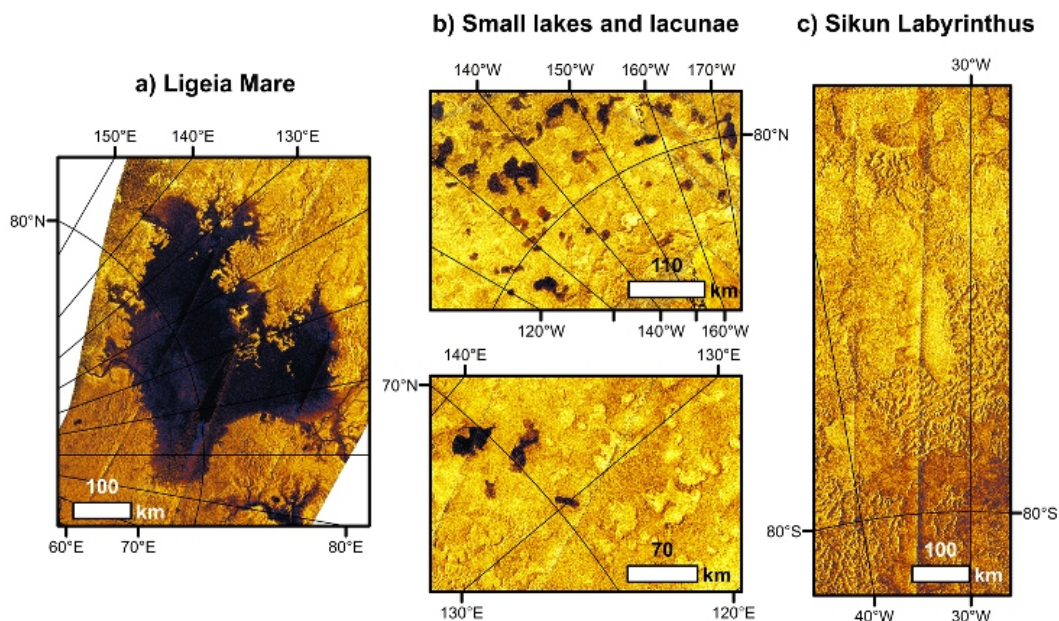 a) Ligeia Mare
150°E 140°E 130°E
80°N
100
km
60°E 70°E 80°E
b) Small lakes and lacunae
140°W 150°W 160°W 170°W
80°N
110
km
120°W 140°W 160°W
140°E 130°E
70°N
70
km
130°E 120°E
c) Sikun Labyrinthus
30°W
80°S 80°S
100
km
40°W 30°W